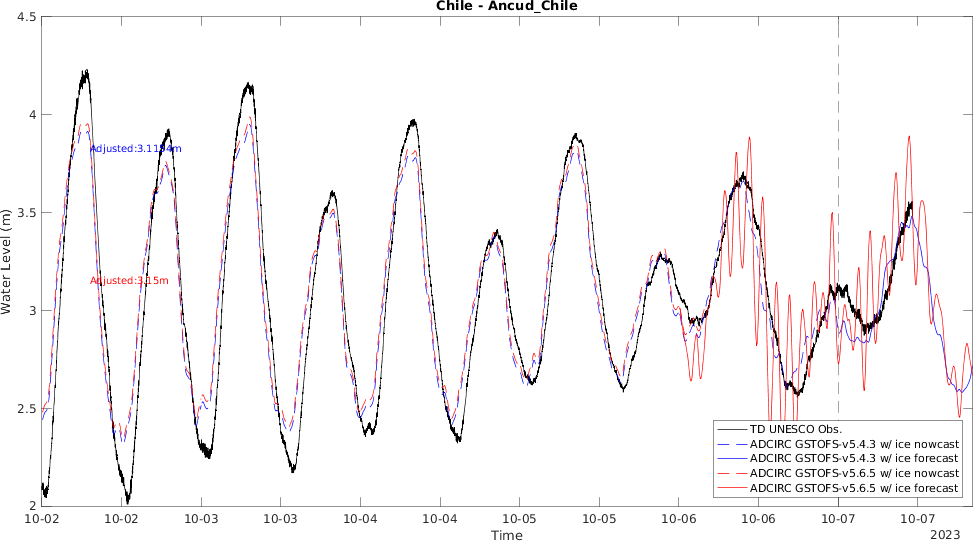 Chile - Ancud_Chile
4.5
4
3.5
3
2.5
2
Water Level (m)
Adjusted:3.1194m
Adjusted:3.15m
TD UNESCO Obs.
ADCIRC GSTOFS-v5.4.3 w/ ice nowcast
ADCIRC GSTOFS-v5.4.3 w/ ice forecast
ADCIRC GSTOFS-v5.6.5 w/ ice nowcast
ADCIRC GSTOFS-v5.6.5 w/ ice forecast
10-02 10-02 10-03 10-03 10-04 10-04 10-05 10-05 10-06 10-06 10-07 10-07
Time
2023